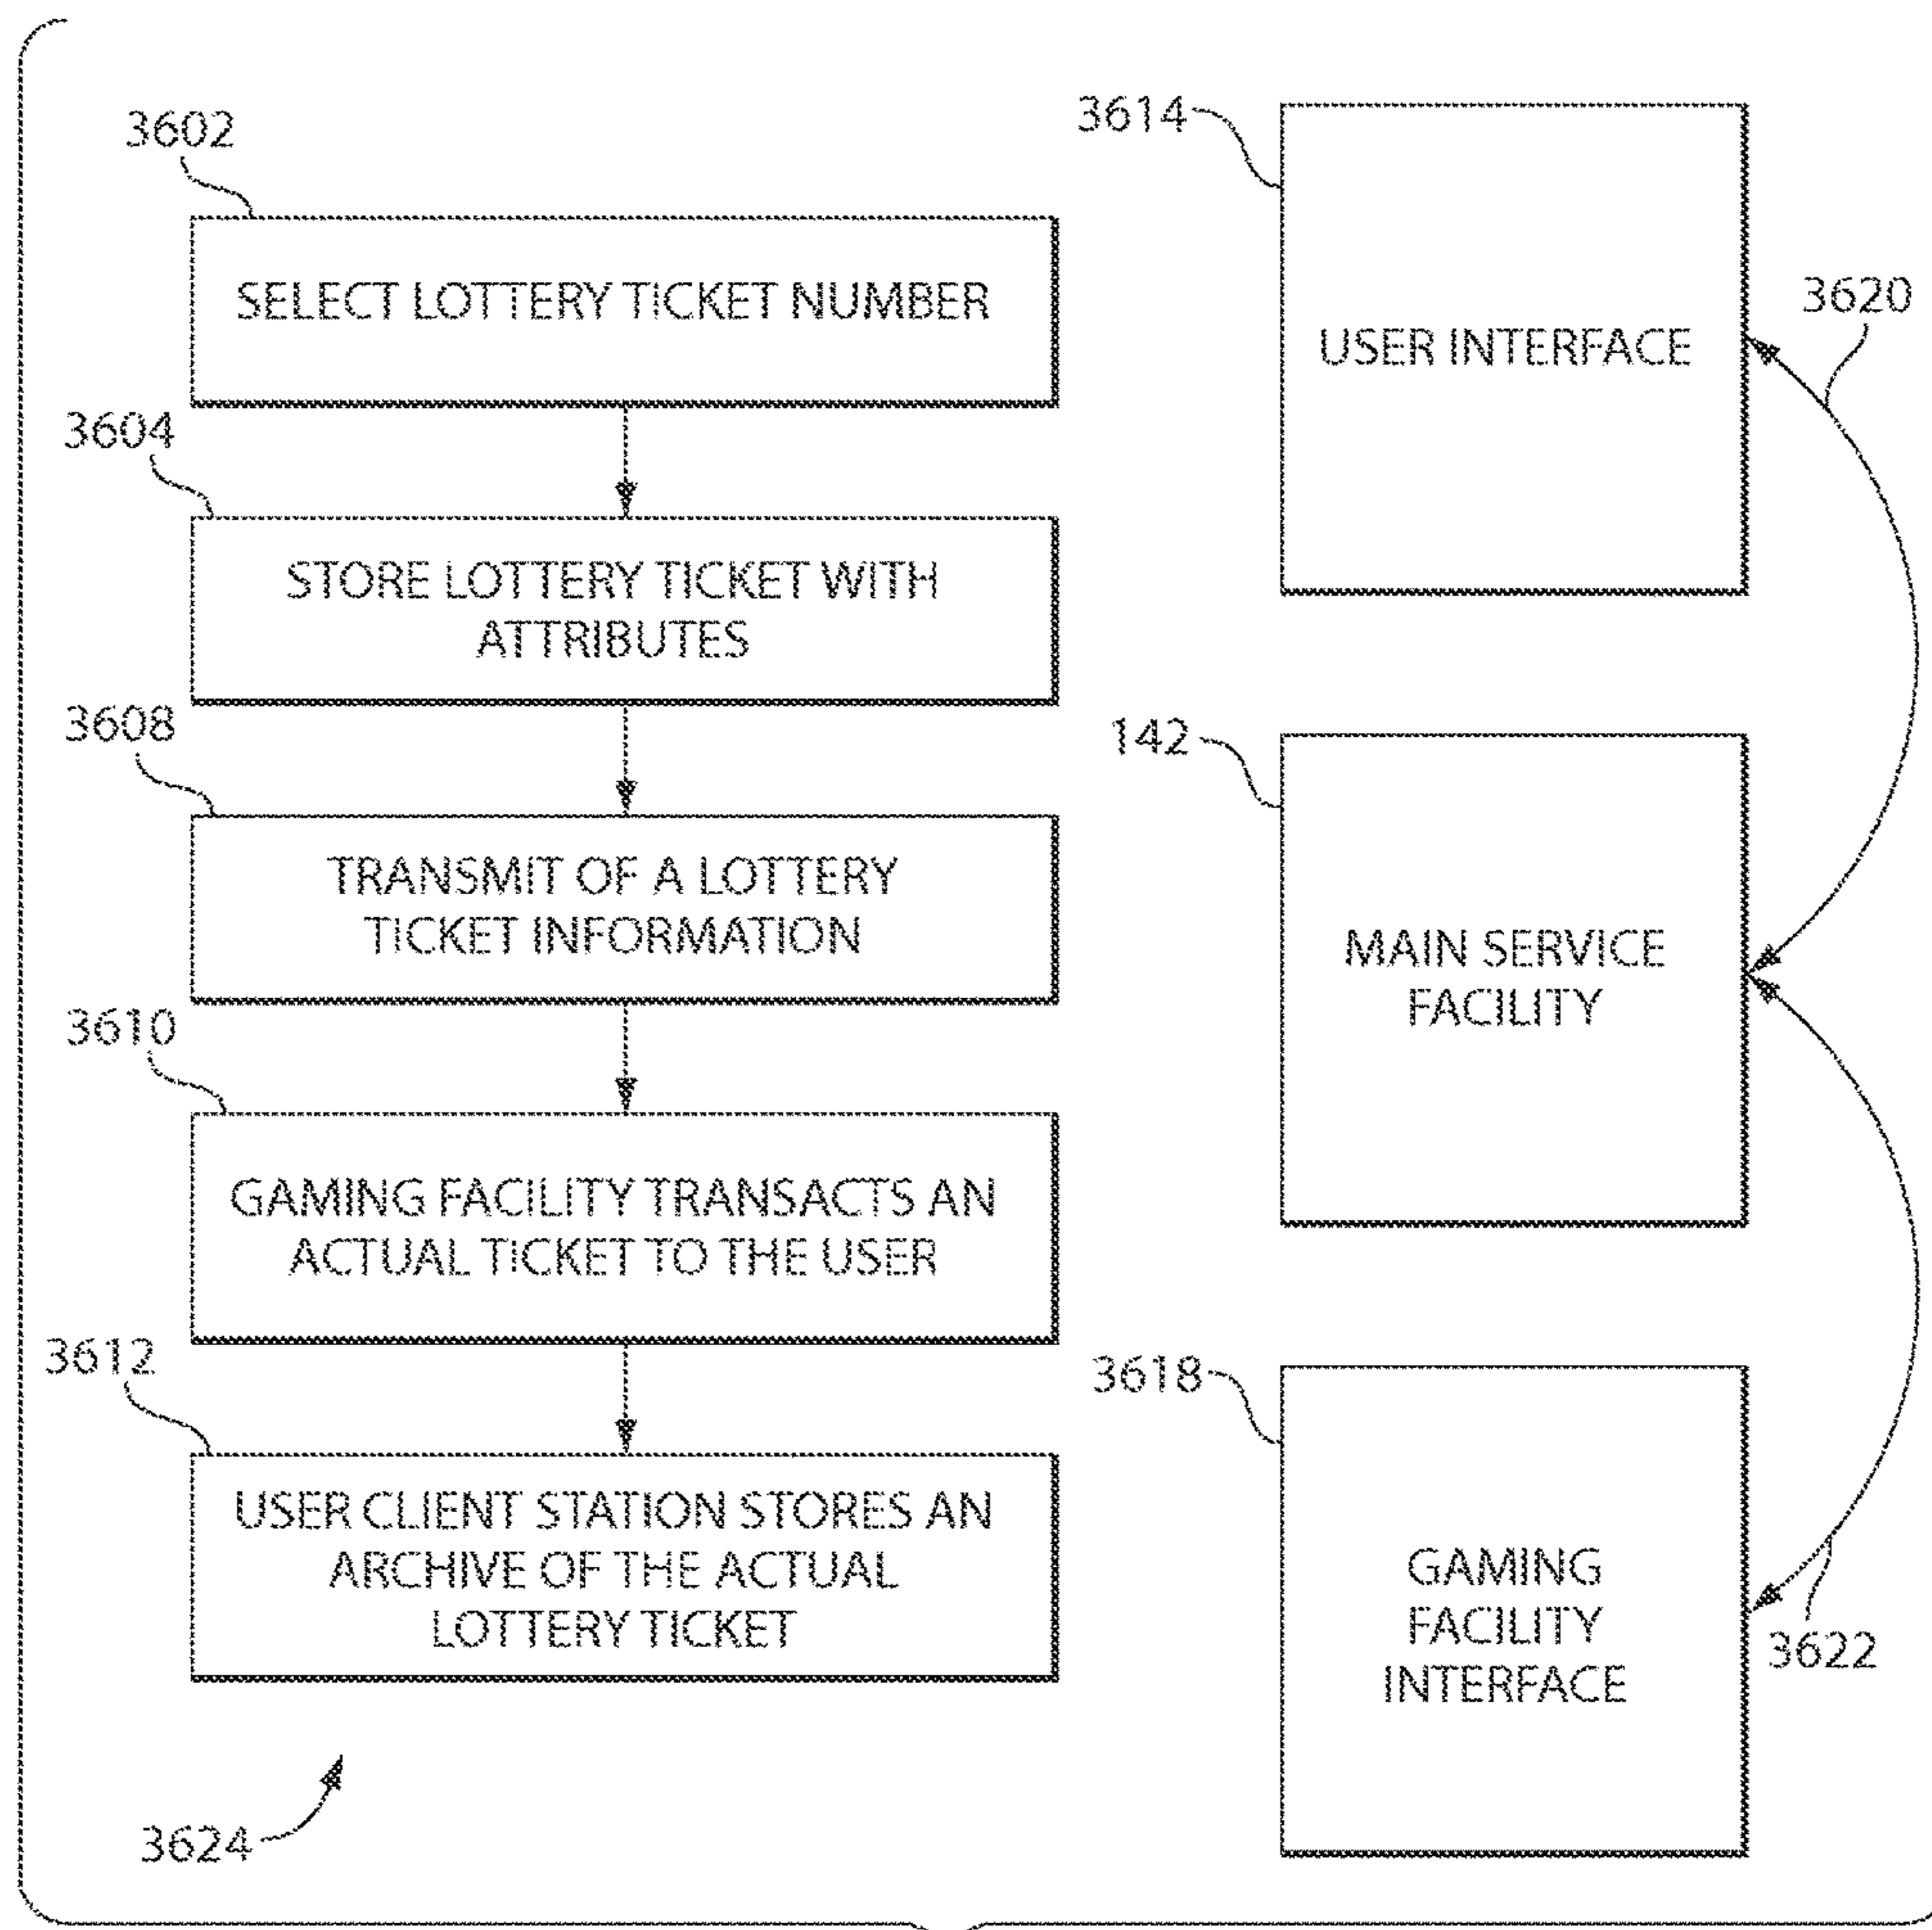 3602
SELECT LOTTERY TICKET NUMBER
3604
STORE LOTTERY TICKET WITH
ATTRIBUTES
3608
TRANSMIT OF A LOTTERY
TICKET INFORMATION
3610
GAMING FACILITY TRANSACTS AN
ACTUAL TICKET TO THE USER
3612
USER CLIENT STATION STORES AN
ARCHIVE OF THE ACTUAL
LOTTERY TICKET
3624
3614
USER INTERFACE
3620
142
MAIN SERVICE
FACILITY
3618
GAMING
FACILITY
INTERFACE
3622